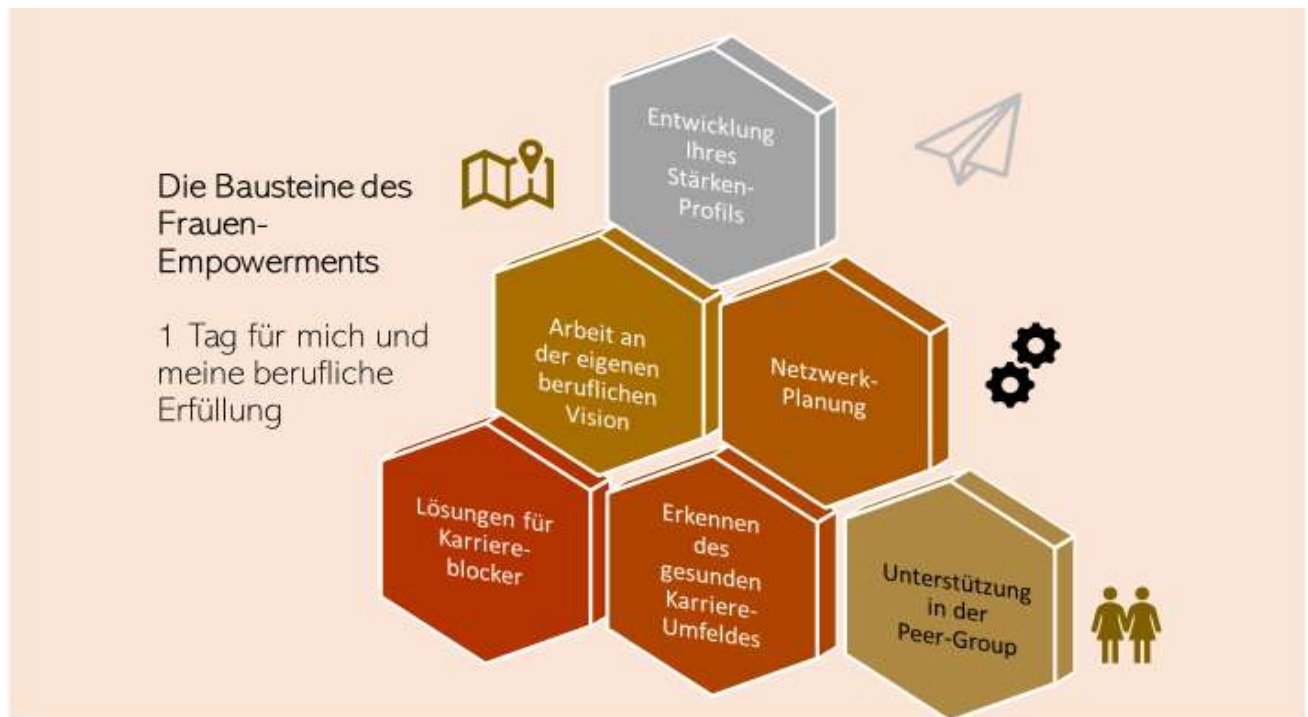 Die Bausteine des
Frauen-
Empowerments
1 Tag für mich und
meine berufliche
Erfüllung
Entwicklung
Ihres
Stärken-
Profils
Arbeit an
der eigenen
beruflichen
Vision
Netzwerk-
Planung
Lösungen für
Karriere-
blocker
Erkennen
des
gesunden
Karriere-
Umfeldes
Unterstützung
in der
Peer-Group